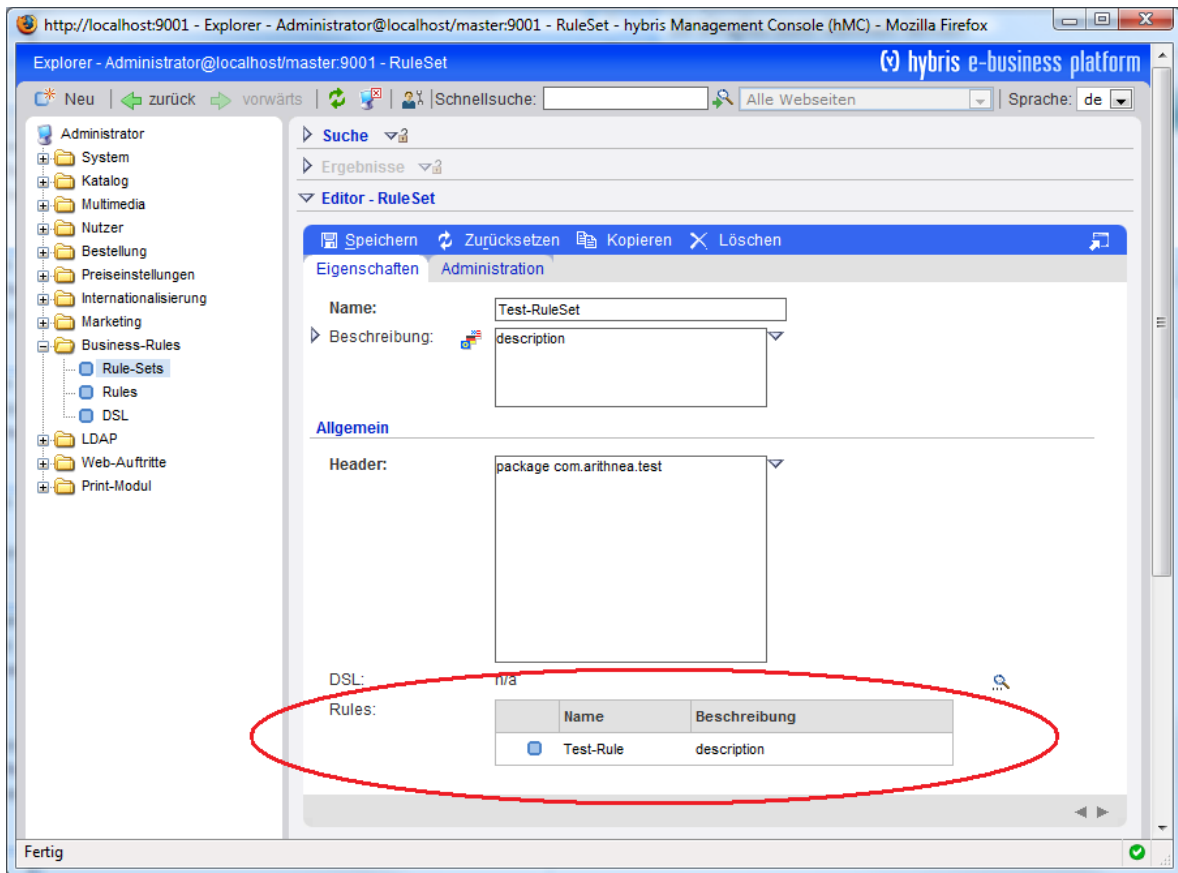 http://localhost:9001 - Explorer - Administrator@localhost/master:9001 - RuleSet - hybris Management Console (hMC) - Mozilla Firefox
Explorer - Administrator@localhost/master:9001 - RuleSet
hybris e-business platform
Neu | zurück vorwärts | | Schnellsuche: Alle Webseiten | Sprache: de
Administrator
System
Katalog
Multimedia
Nutzer
Bestellung
Preiseinstellungen
Internationalisierung
Marketing
Business-Rules
Rule-Sets
Rules
DSL
LDAP
Web-Auftritte
Print-Modul
Suche
Ergebnisse
Editor - RuleSet
Speichern Zurücksetzen Kopieren Löschen
Eigenschaften Administration
Name: Test-RuleSet
Beschreibung: description
Allgemein
Header: package com.arithnea.test
DSL: n/a
Rules: Name Beschreibung
Test-Rule description
Fertig